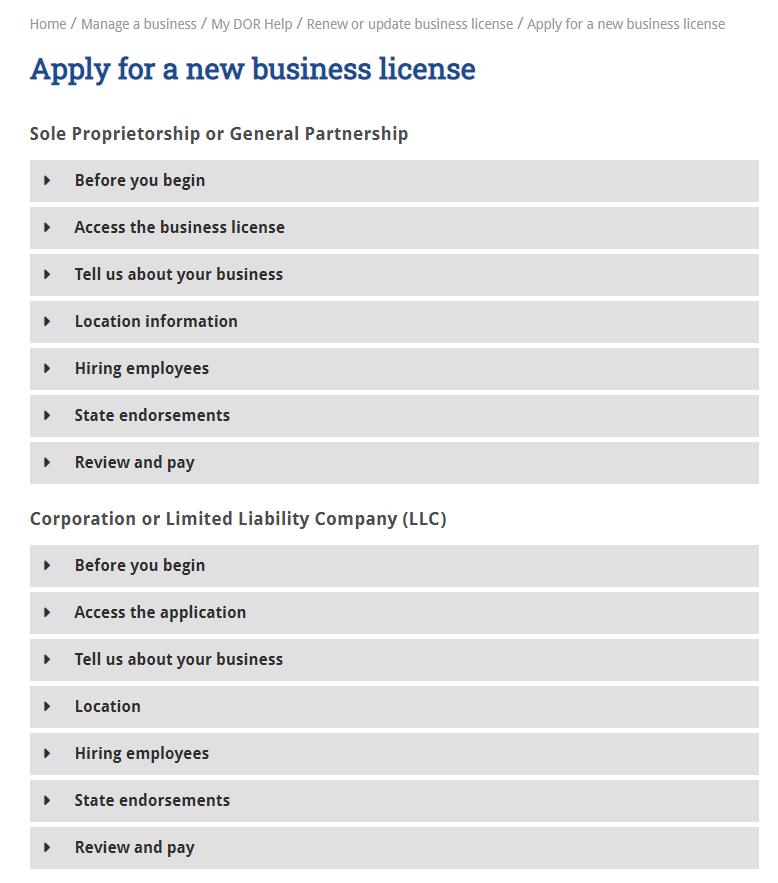 Home / Manage a business / My DOR Help / Renew or update business license / Apply for a new business license
Apply for a new business license
Sole Proprietorship or General Partnership
Before you begin
Access the business license
Tell us about your business
Location information
Hiring employees
State endorsements
Review and pay
Corporation or Limited Liability Company (LLC)
Before you begin
Access the application
Tell us about your business
Location
Hiring employees
State endorsements
Review and pay